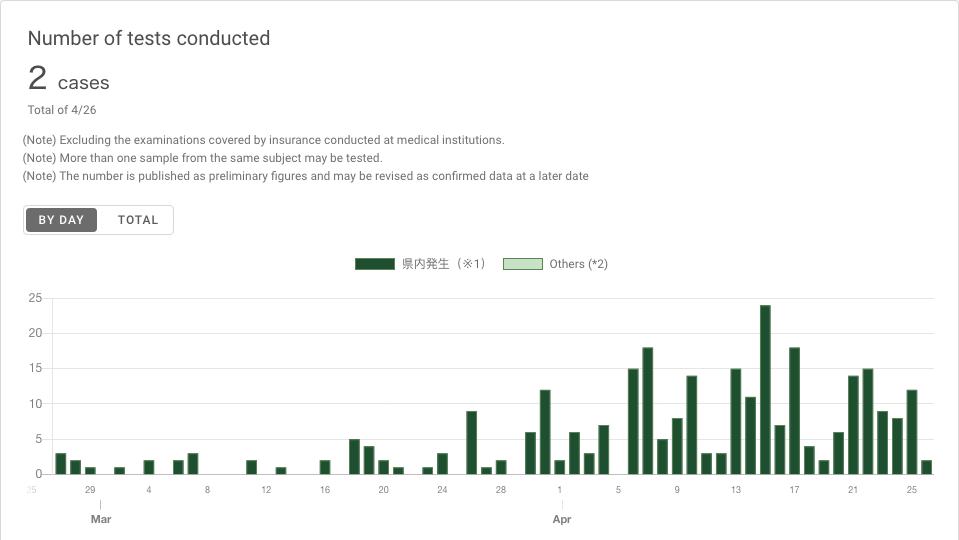 Number of tests conducted
2 cases
Total of 4/26
(Note) Excluding the examinations covered by insurance conducted at medical institutions.
(Note) More than one sample from the same subject may be tested.
(Note) The number is published as preliminary figures and may be revised as confirmed data at a later date
BY DAY TOTAL
県内発生（※1） Others (*2)
25
20
15
10
5
0
25 29 4 8 12 16 20 24 28 1 5 9 13 17 21 25
Mar Apr